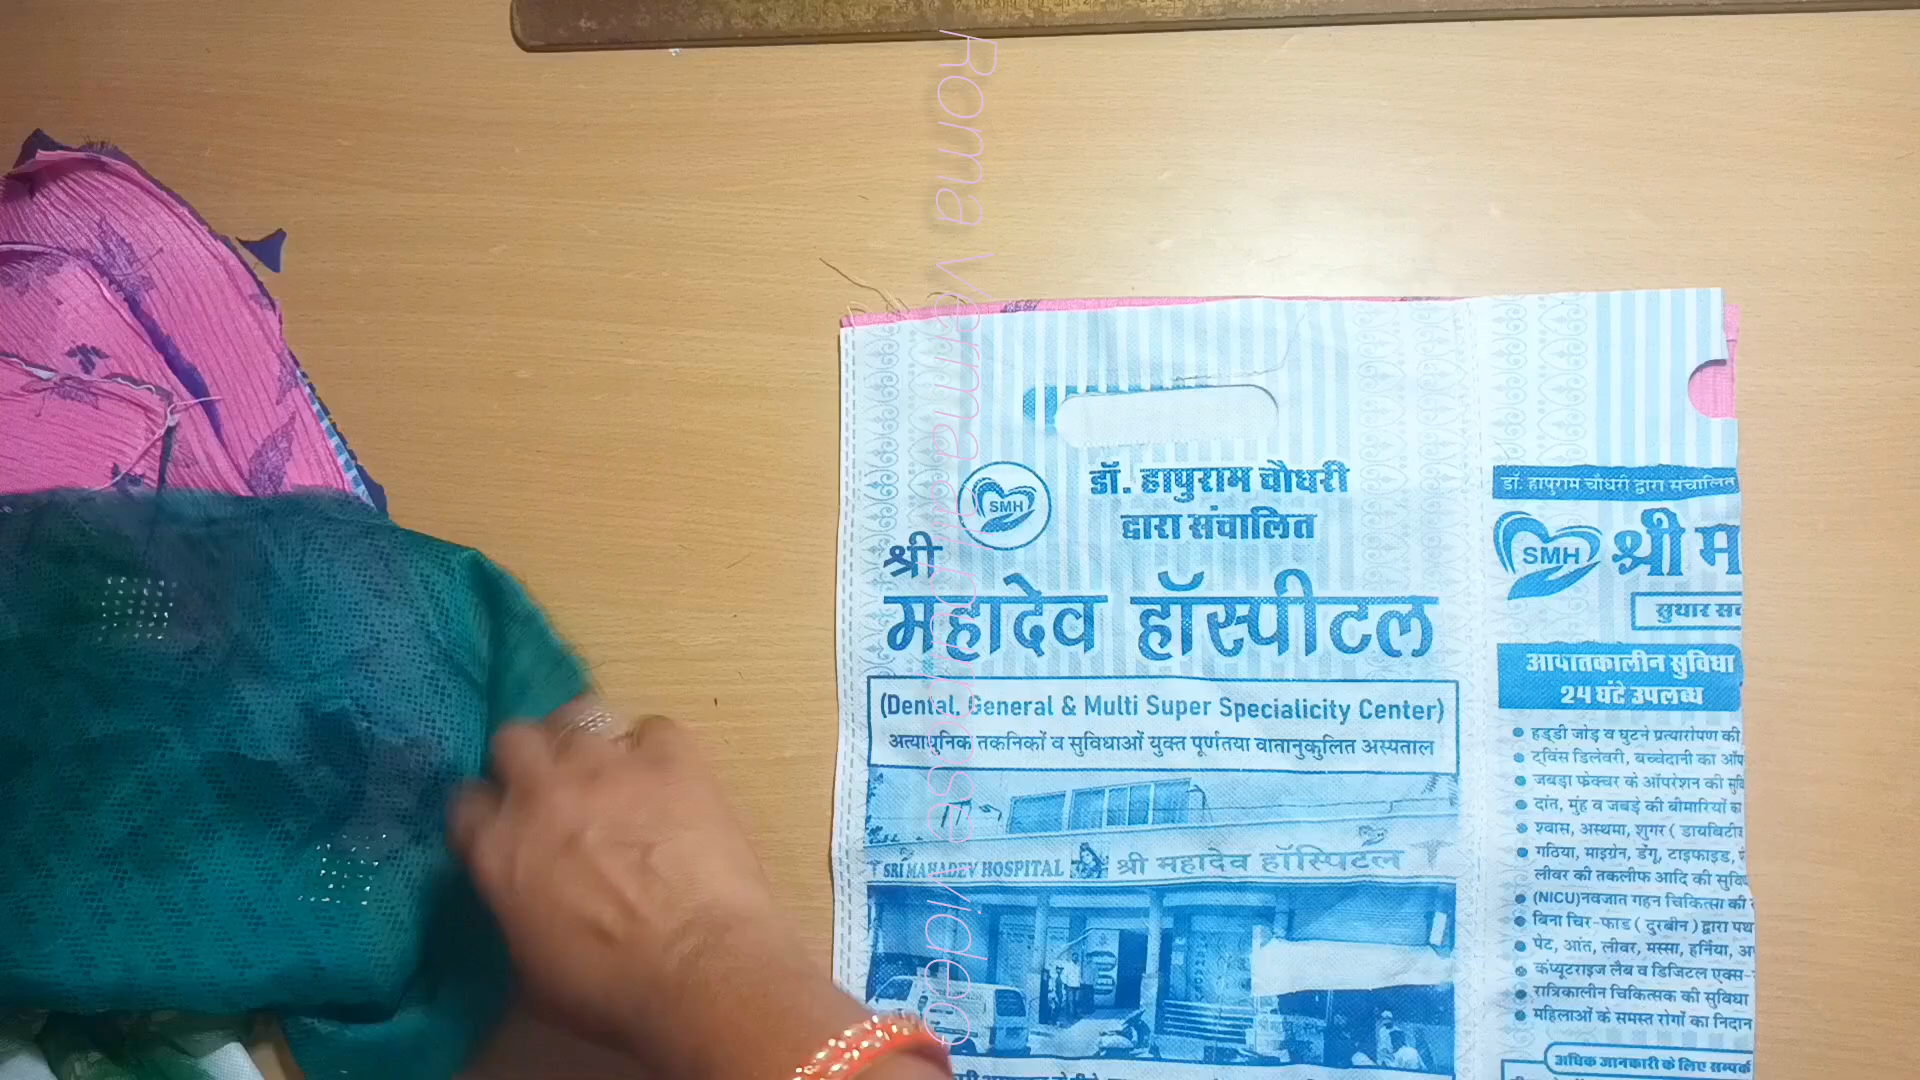 Roma Verma all purpose video
SMH
डॉ. हापुराम चौधरी
द्वारा संचालित
श्री
महादेव हॉस्पीटल
(Dental, General & Multi Super Specialicity Center)
अत्याधुनिक तकनिकों व सुविधाओं युक्त पूर्णतया वातानुकुलित अस्पताल
SRI MAHADEV HOSPITAL श्री महादेव हॉस्पिटल
डॉ. हापुराम चौधरी द्वारा संचालित
SMH श्री
सुथार
आपातकालीन सुविधा
24 घंटे उपलब्ध
हड्डी जोड़ व घुटने प्रत्यारोपण की
ट्विंस डिलेवरी, बच्चेदानी का
जबड़ा फ्रेक्चर के ऑपरेशन की
दांत, मुंह व जबड़े की बीमारियों का
श्वास, अस्थमा, शुगर (
गठिया, माइग्रेन, डेंगू, टाइफाइड,
लीवर की तकलीफ आदि की
(NICU)नवजात गहन चिकित्सा की
बिना चिर-फाड (दुरबीन) द्वारा
पेट, आंत, लीवर, मस्सा, हर्निया,
कंप्यूटराइज लैब व डिजिटल एक्स-
रात्रिकालीन चिकित्सक की सुविधा
महिलाओं के समस्त रोगों का निदान
अधिक जानकारी के लिए सम्पर्क